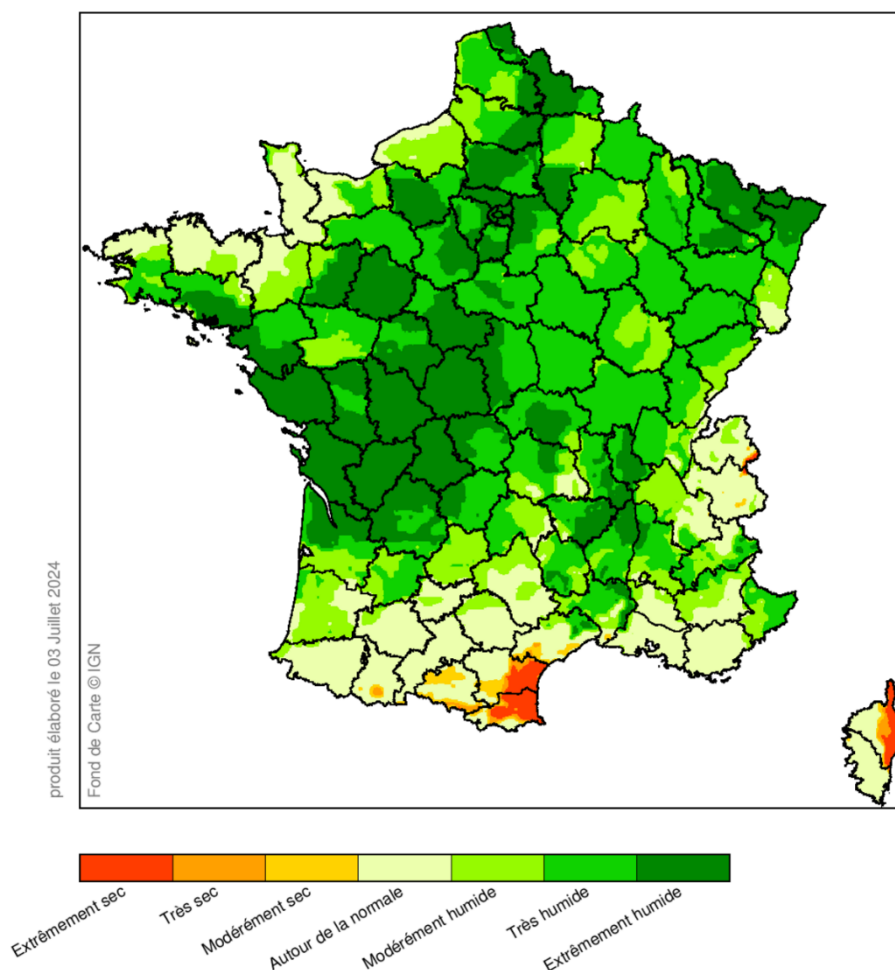 produit élaboré le 03 Juillet 2024
Fond de Carte © IGN
Extrêmement sec
Très sec
Modérément sec
Autour de la normale
Modérément humide
Très humide
Extrêmement humide